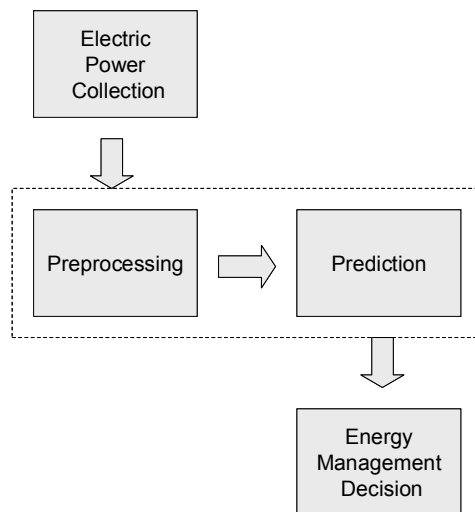 Electric
Power
Collection
Preprocessing
Prediction
Energy
Management
Decision